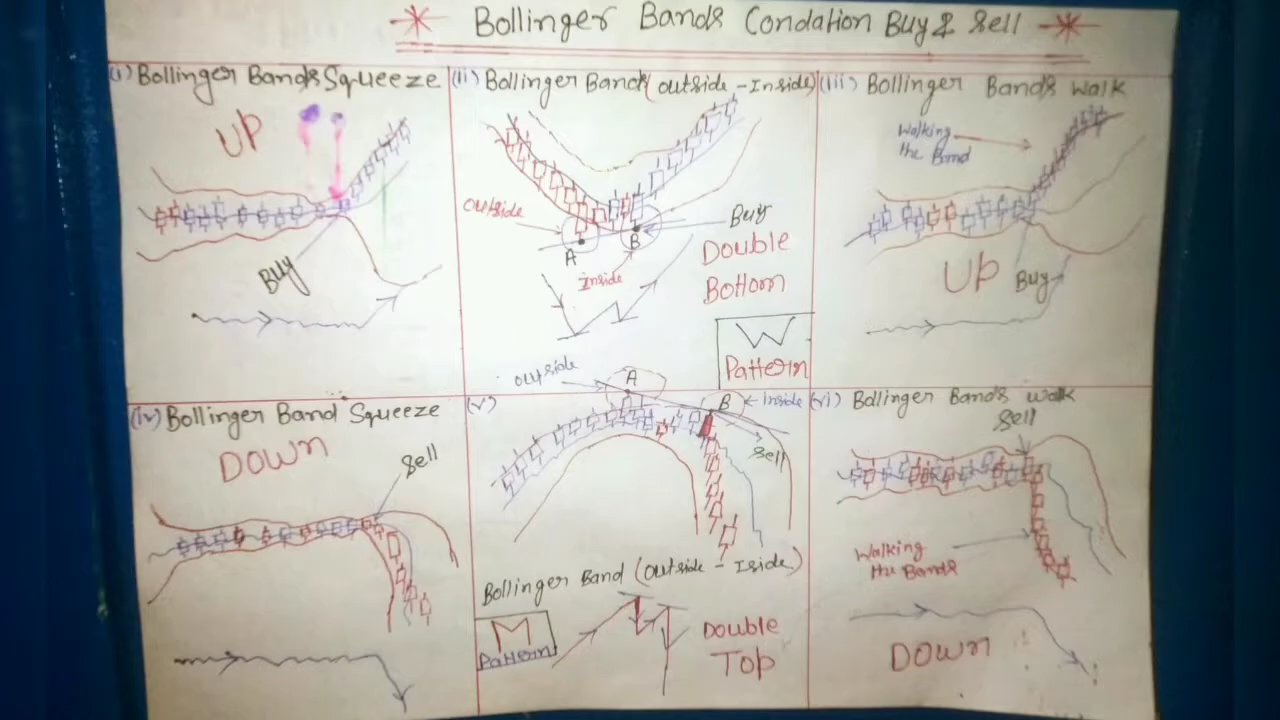 Bollinger Bands Condation Buy & Sell
(i) Bollinger Bands Squeeze
UP
Buy
(ii) Bollinger Band (outside - Inside)
outside
A
B
Buy
Inside
Double
Bottom
W
Pattern
(iii) Bollinger Bands Walk
Walking
the Band
UP
Buy
(iv) Bollinger Band Squeeze
DOWN
Sell
(v)
outside
A
B
Inside
Sell
Bollinger Band (Outside - Iside)
M
Pattern
Double
Top
(vi) Bollinger Bands walk
Sell
Walking
the Bands
DOWN